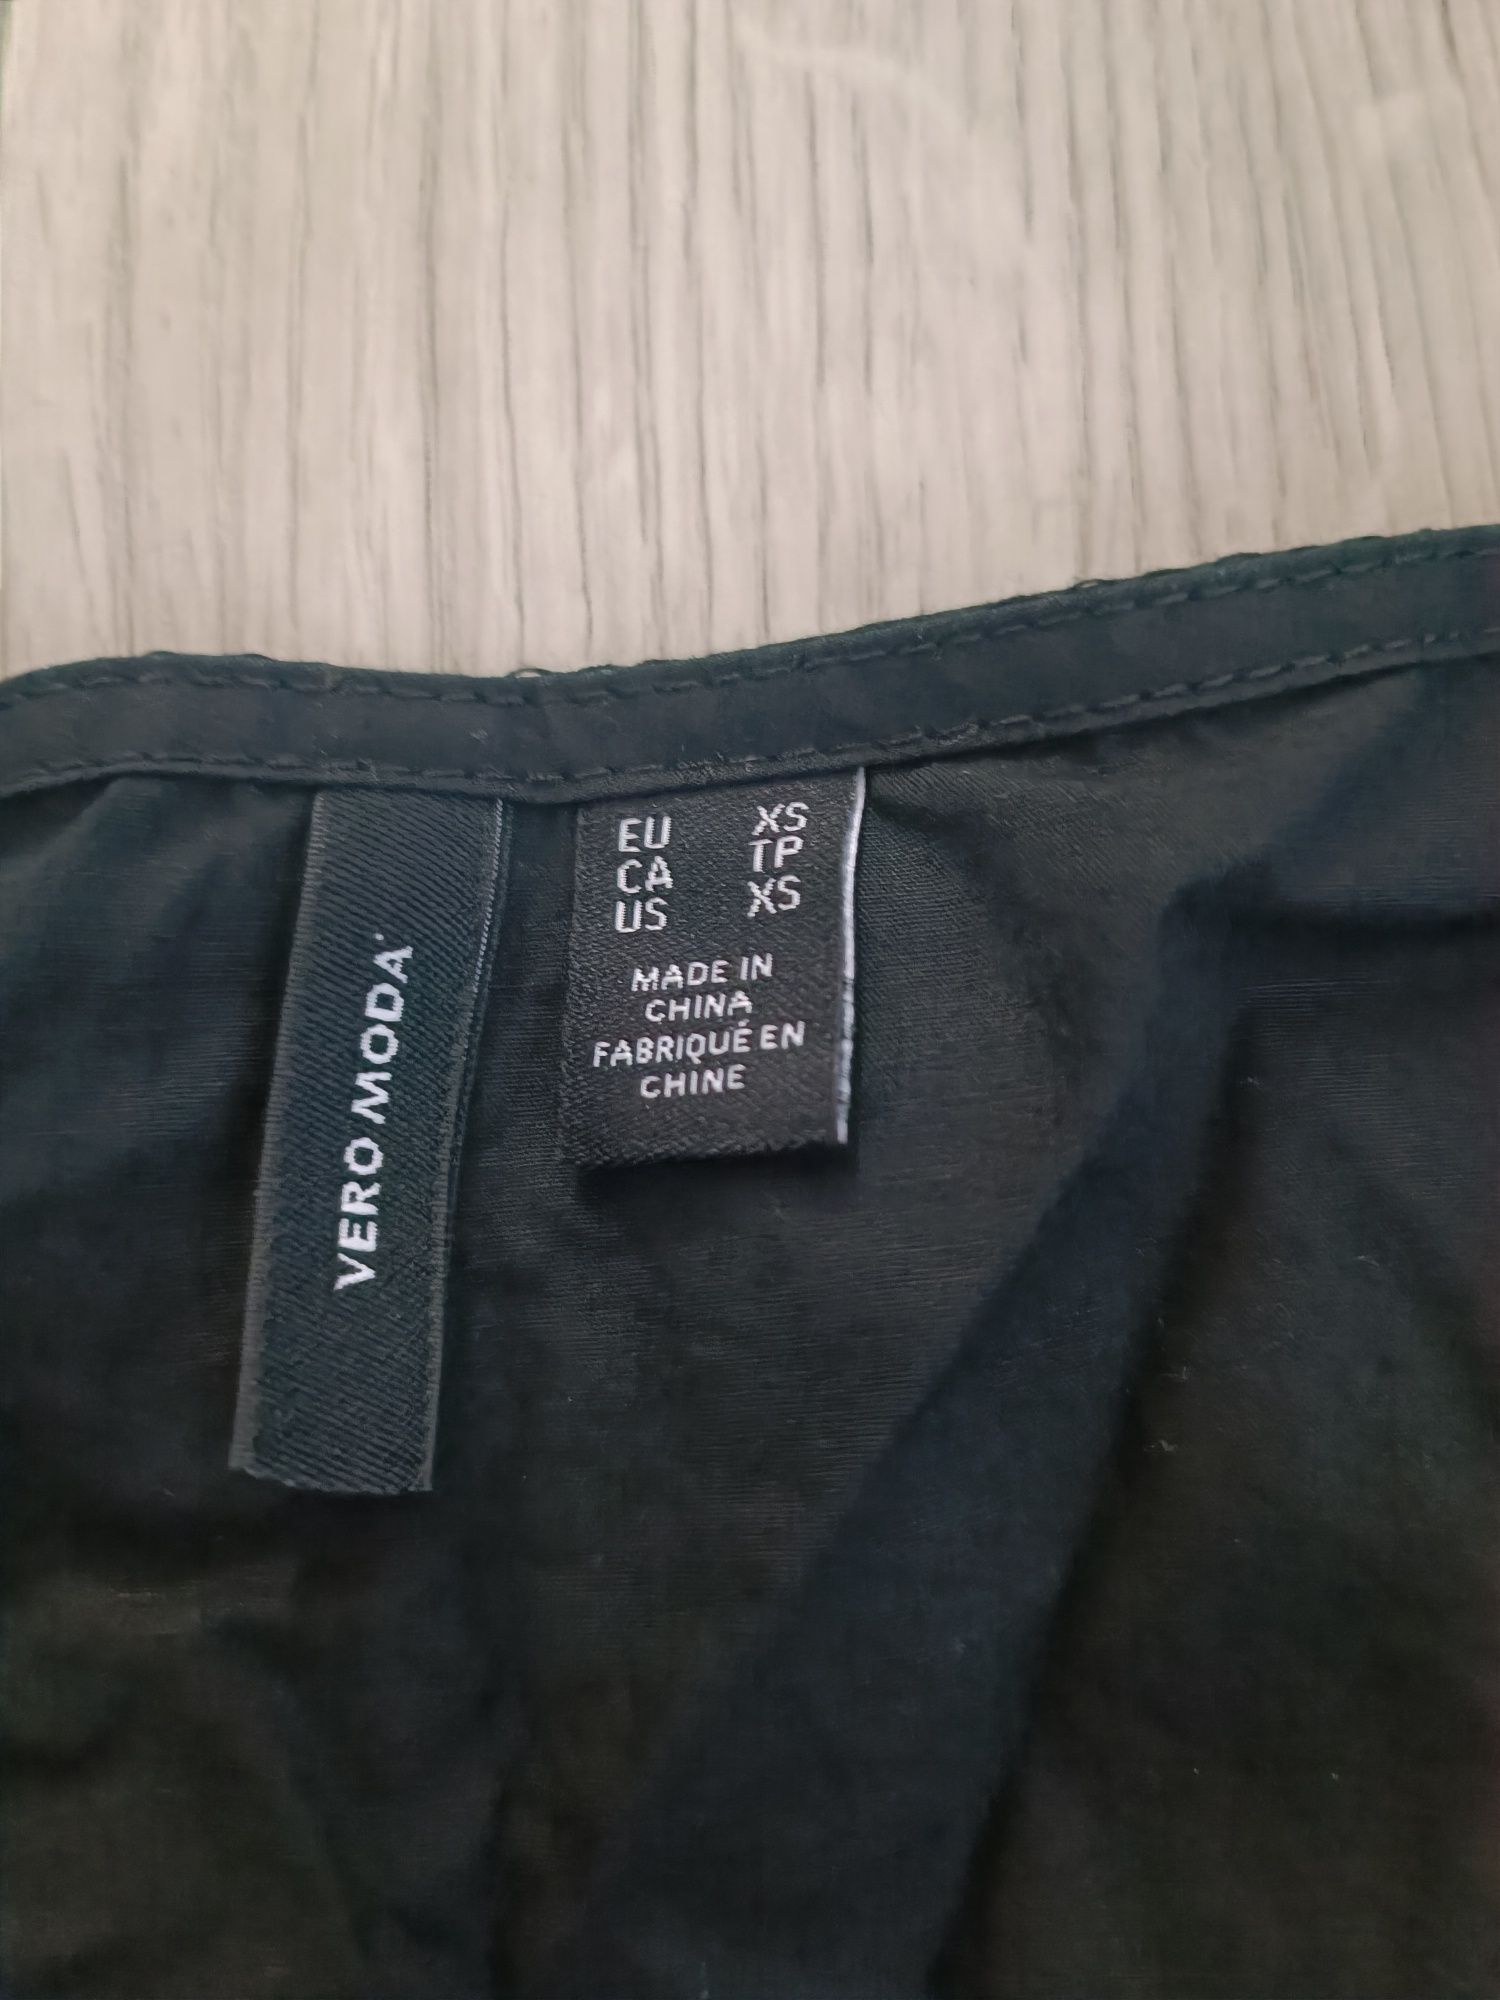 VERO MODA
EU XS
CA TP
US XS
MADE IN
CHINA
FABRIQUÉ EN
CHINE